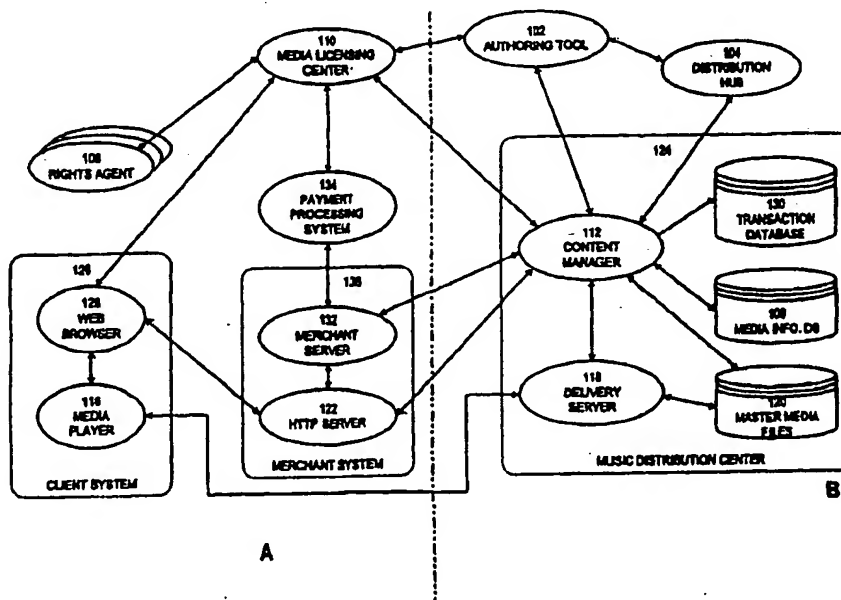 110
MEDIA LICENSING
CENTER
102
AUTHORING TOOL
104
DISTRIBUTION
HUB
108
RIGHTS AGENT
134
PAYMENT
PROCESSING
SYSTEM
124
130
TRANSACTION
DATABASE
112
CONTENT
MANAGER
126
128
WEB
BROWSER
136
132
MERCHANT
SERVER
MEDIA INFO. DB
116
MEDIA
PLAYER
122
HTTP SERVER
118
DELIVERY
SERVER
120
MASTER MEDIA
FILES
CLIENT SYSTEM
MERCHANT SYSTEM
MUSIC DISTRIBUTION CENTER
A
B